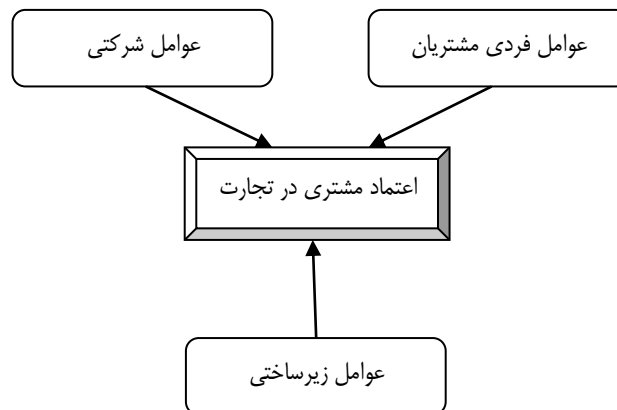 عوامل فردی مشتریان
عوامل شرکتی
اعتماد مشتری در تجارت
عوامل زیرساختی